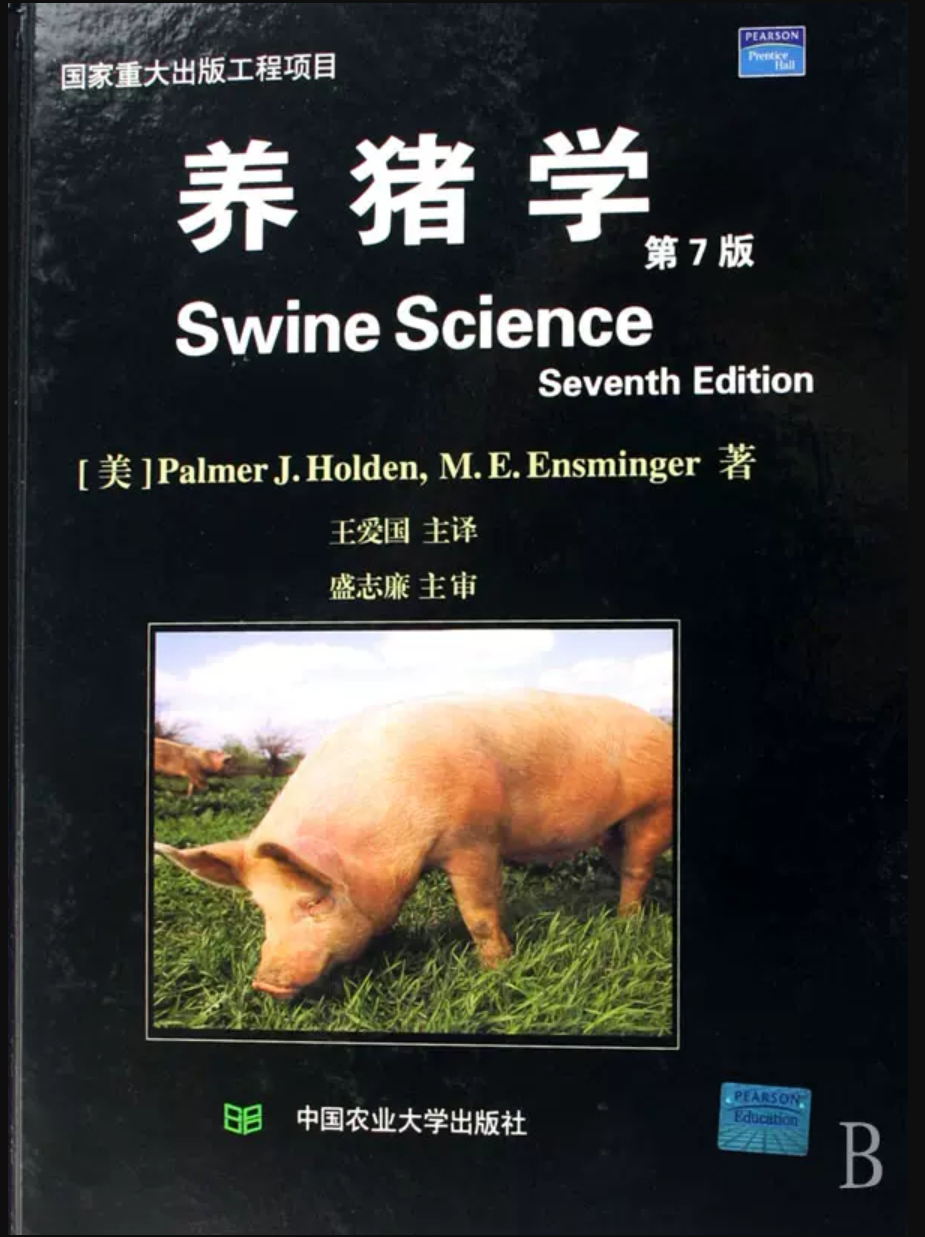 国家重大出版工程项目
PEARSON
Prentice
Hall
养猪学
第7版
Swine Science
Seventh Edition
[美]Palmer J. Holden, M. E. Ensminger 著
王爱国 主译
盛志廉 主审
中国农业大学出版社
PEARSON
Education
B